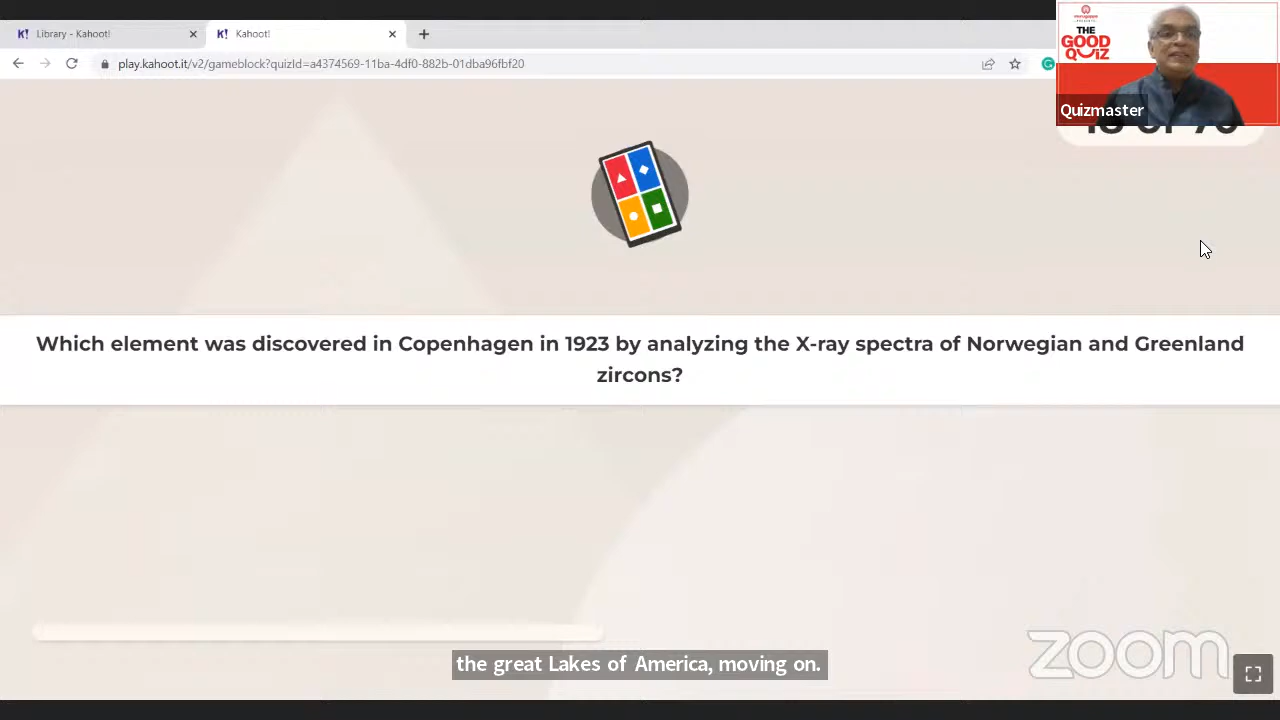 Library - Kahoot!
Kahoot!
play.kahoot.it/v2/gameblock?quizId=a4374569-11ba-4df0-882b-01dba96fbf20
THE
GOOD
QUIZ
Quizmaster
Which element was discovered in Copenhagen in 1923 by analyzing the X-ray spectra of Norwegian and Greenland
zircons?
the great Lakes of America, moving on.
zoom